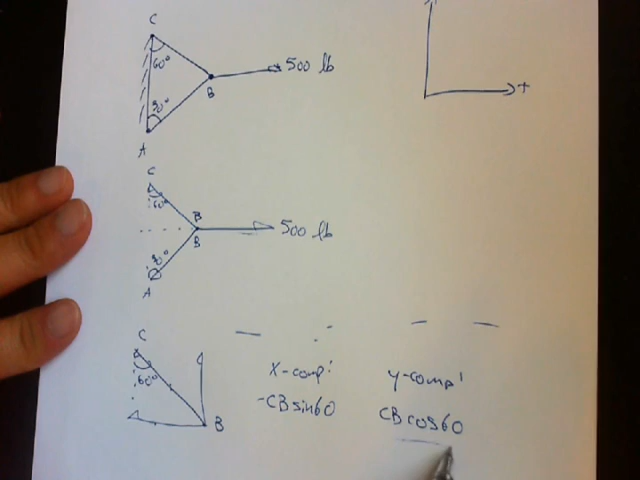 C
60°
500 lb
B
30°
A
+
C
60°
B
B
500 lb
30°
A
C
60°
B
x-comp:
-CBsin60
y-comp:
CBcos60